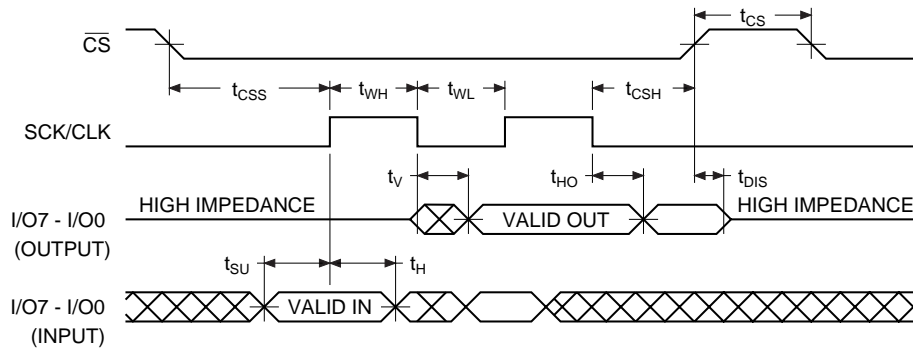 tCS
CS
tCSS
tWH
tWL
tCSH
SCK/CLK
tV
tHO
tDIS
HIGH IMPEDANCE
VALID OUT
HIGH IMPEDANCE
I/O7 - I/O0
(OUTPUT)
tSU
tH
I/O7 - I/O0
(INPUT)
VALID IN